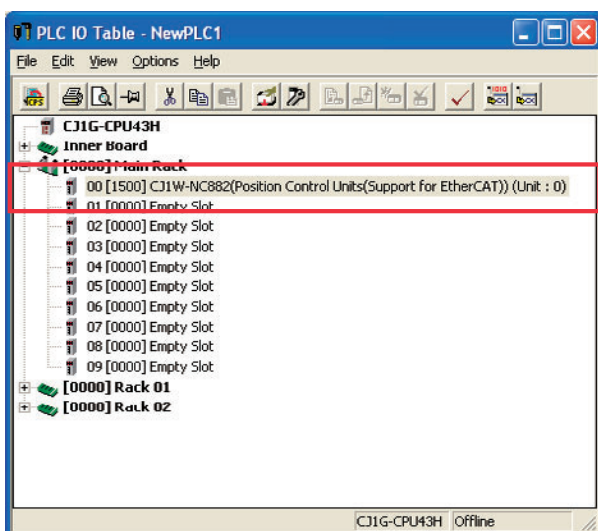 PLC IO Table - NewPLC1
File Edit View Options Help
CJ1G-CPU43H
Inner Board
[0000] Main Rack
00 [1500] CJ1W-NC882(Position Control Units(Support for EtherCAT)) (Unit : 0)
01 [0000] Empty Slot
02 [0000] Empty Slot
03 [0000] Empty Slot
04 [0000] Empty Slot
05 [0000] Empty Slot
06 [0000] Empty Slot
07 [0000] Empty Slot
08 [0000] Empty Slot
09 [0000] Empty Slot
[0000] Rack 01
[0000] Rack 02
CJ1G-CPU43H Offline